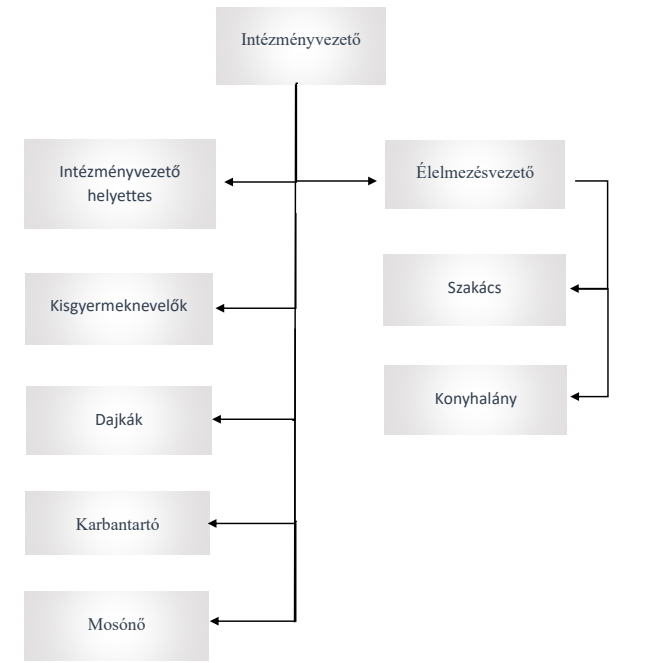 Intézményvezető
Intézményvezető
helyettes
Élelmezésvezető
Kisgyermeknevelők
Szakács
Dajkák
Konyhalány
Karbantartó
Mosónő